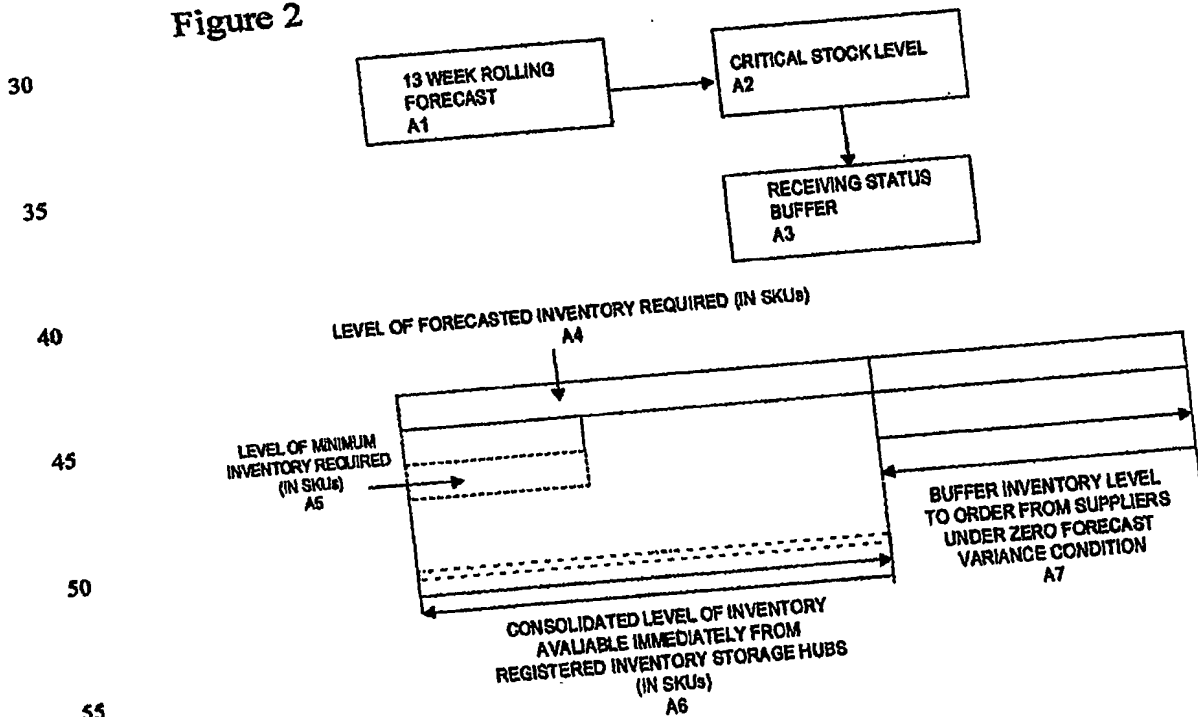 Figure 2
30
13 WEEK ROLLING
FORECAST
A1
CRITICAL STOCK LEVEL
A2
35
RECEIVING STATUS
BUFFER
A3
40
LEVEL OF FORECASTED INVENTORY REQUIRED (IN SKUs)
A4
45
LEVEL OF MINIMUM
INVENTORY REQUIRED
(IN SKUs)
A5
BUFFER INVENTORY LEVEL
TO ORDER FROM SUPPLIERS
UNDER ZERO FORECAST
VARIANCE CONDITION
A7
50
CONSOLIDATED LEVEL OF INVENTORY
AVALIABLE IMMEDIATELY FROM
REGISTERED INVENTORY STORAGE HUBS
(IN SKUs)
A6
55